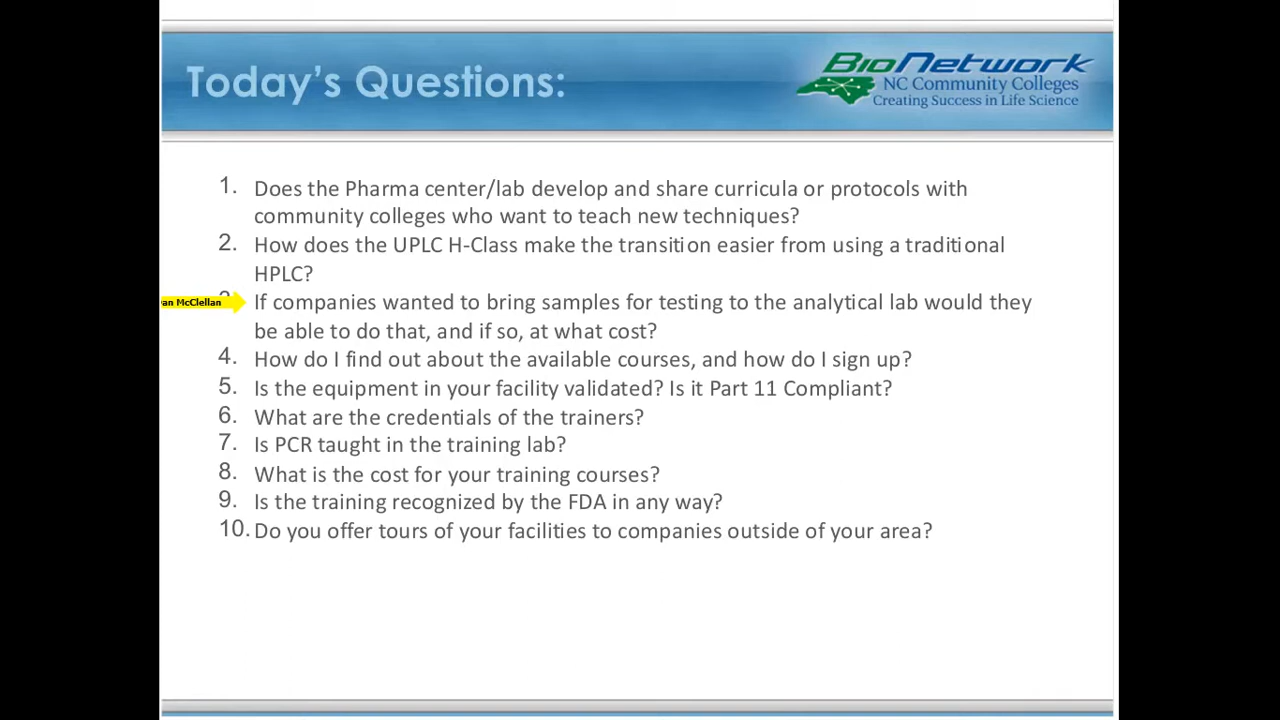 Today's Questions:
BioNetwork
NC Community Colleges
Creating Success in Life Science
1. Does the Pharma center/lab develop and share curricula or protocols with
community colleges who want to teach new techniques?
2. How does the UPLC H-Class make the transition easier from using a traditional
HPLC?
McClellan If companies wanted to bring samples for testing to the analytical lab would they
be able to do that, and if so, at what cost?
4. How do I find out about the available courses, and how do I sign up?
5. Is the equipment in your facility validated? Is it Part 11 Compliant?
6. What are the credentials of the trainers?
7. Is PCR taught in the training lab?
8. What is the cost for your training courses?
9. Is the training recognized by the FDA in any way?
10. Do you offer tours of your facilities to companies outside of your area?